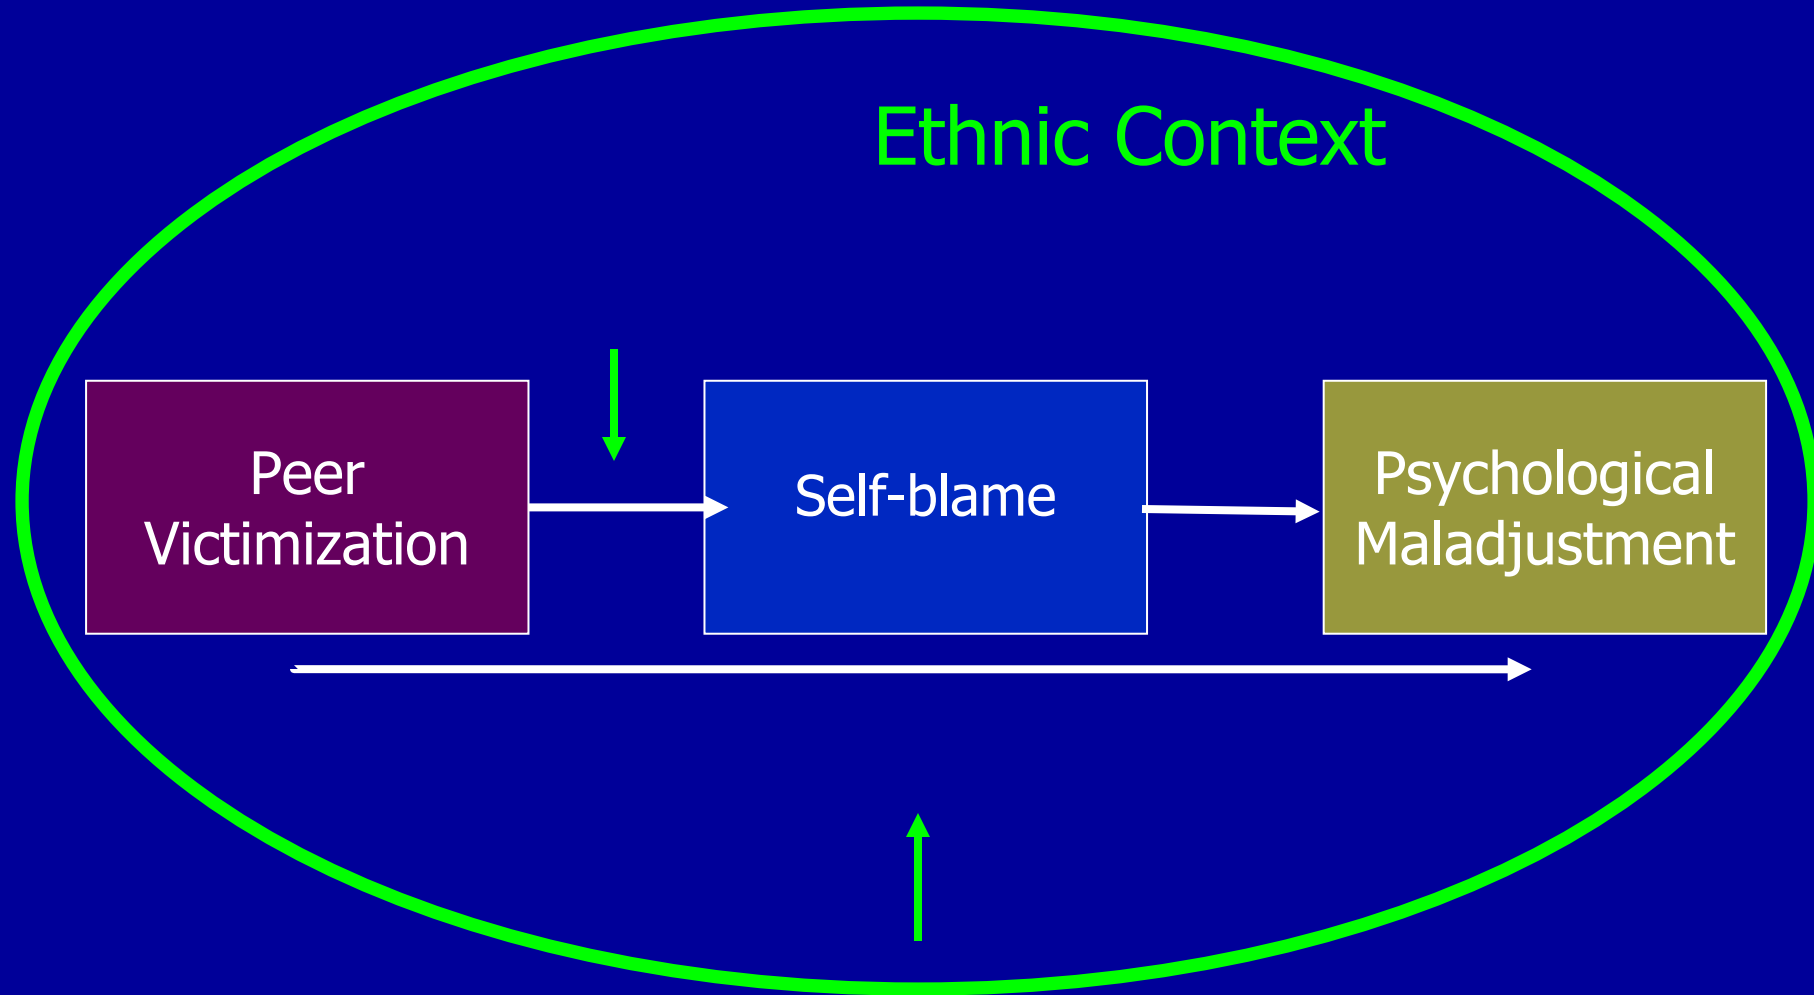 Ethnic Context
Peer
Victimization
Self-blame
Psychological
Maladjustment